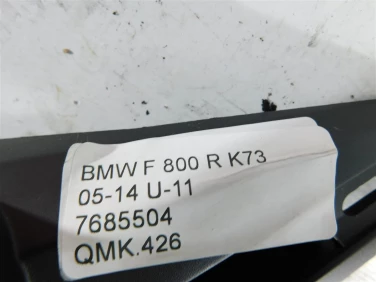 BMW F 800 R K73
05-14 U-11
7685504
QMK.426